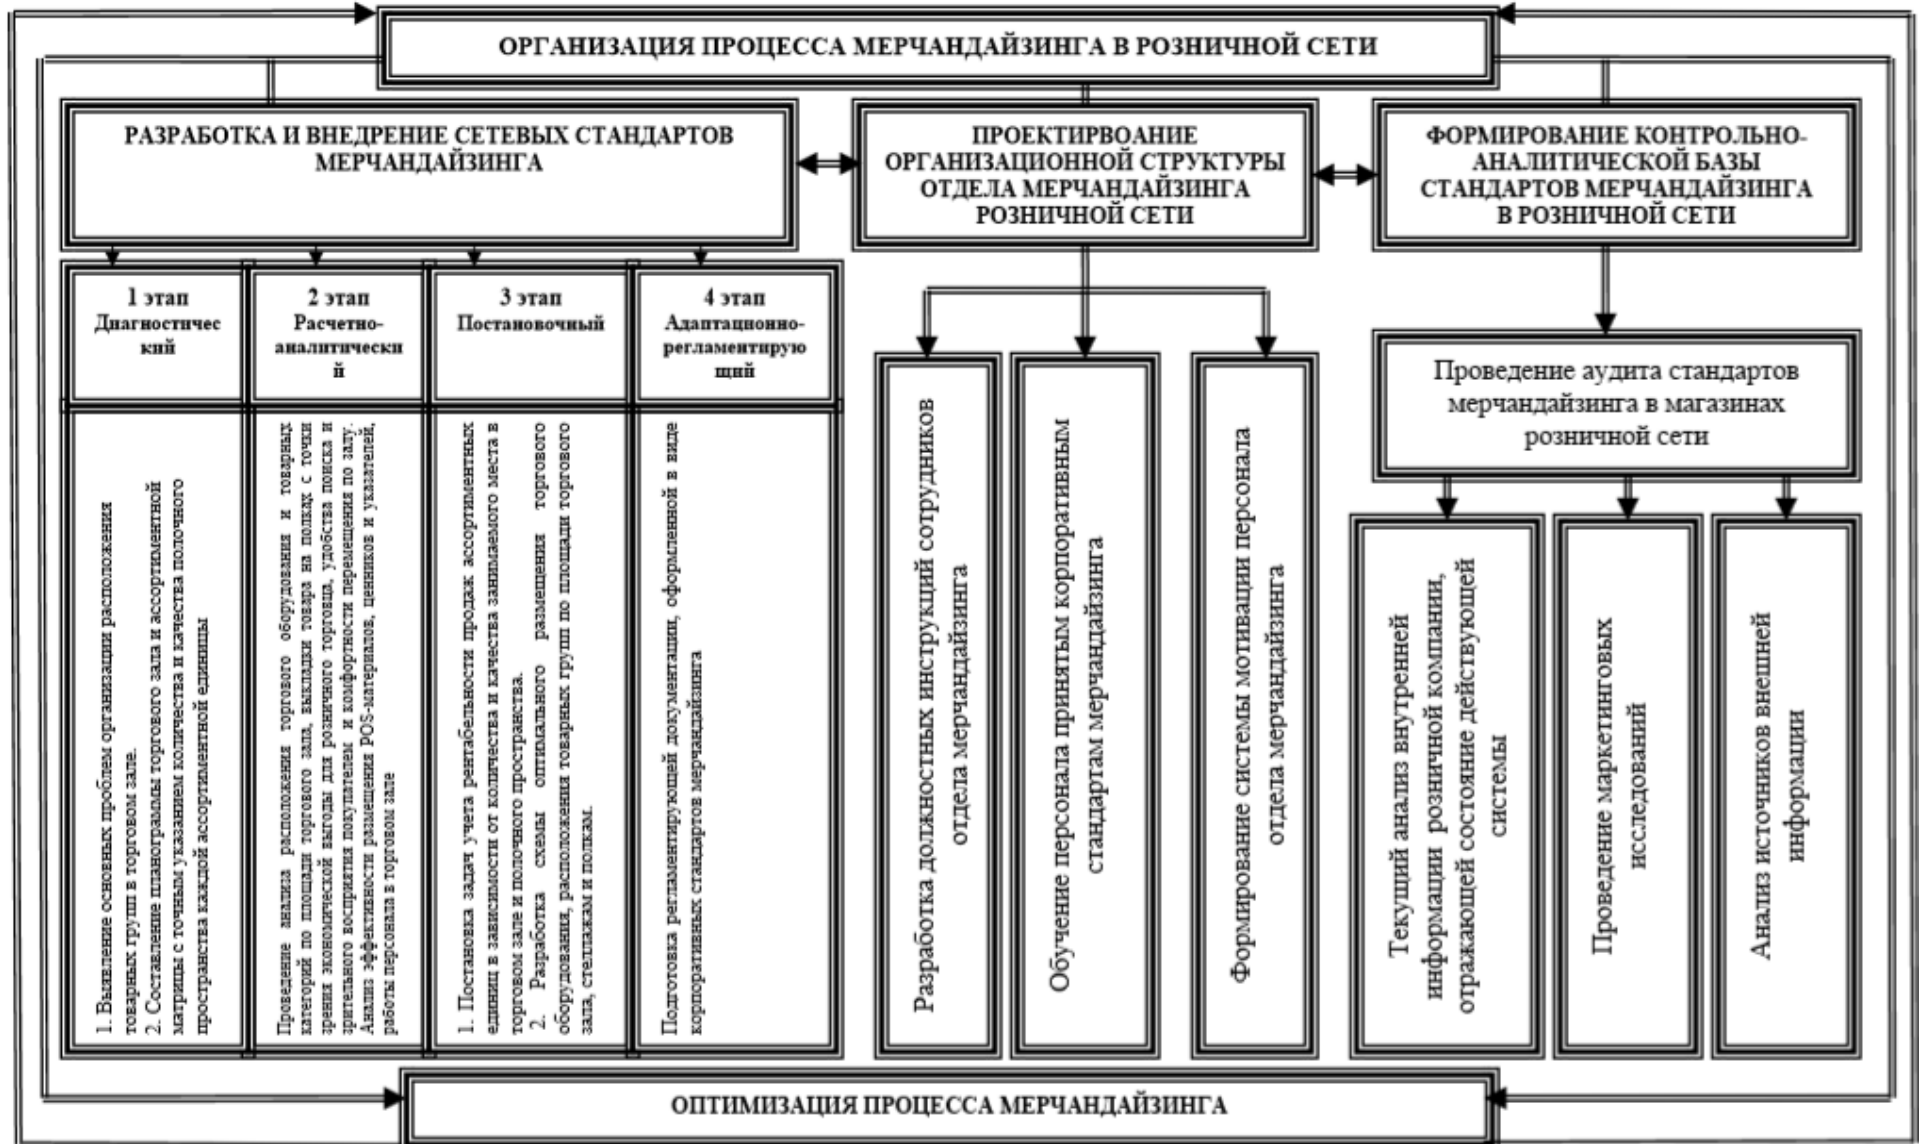 ОРГАНИЗАЦИЯ ПРОЦЕССА МЕРЧАНДАЙЗИНГА В РОЗНИЧНОЙ СЕТИ
РАЗРАБОТКА И ВНЕДРЕНИЕ СЕТЕВЫХ СТАНДАРТОВ
МЕРЧАНДАЙЗИНГА
ПРОЕКТИРВОАНИЕ
ОРГАНИЗАЦИОННОЙ СТРУКТУРЫ
ОТДЕЛА МЕРЧАНДАЙЗИНГА
РОЗНИЧНОЙ СЕТИ
ФОРМИРОВАНИЕ КОНТРОЛЬНО-
АНАЛИТИЧЕСКОЙ БАЗЫ
СТАНДАРТОВ МЕРЧАНДАЙЗИНГА
В РОЗНИЧНОЙ СЕТИ
1 этап
Диагностичес
кий
2 этап
Расчетно-
аналитически
й
3 этап
Постановочный
4 этап
Адаптационно-
регламентирую
щий
1. Выявление основных проблем организации расположения
товарных групп в торговом зале.
2. Составление планограммы торгового зала и ассортиментной
матрицы с точным указанием количества и качества полочного
пространства каждой ассортиментной единицы
Проведение анализа расположения торгового оборудования и товарных
категорий по площади торгового зала, выкладки товара на полках с точки
зрения экономической выгоды для розничного торговца, удобства поиска и
зрительного восприятия покупателем и комфортности перемещения по залу.
Анализ эффективности размещения POS-материалов, ценников и указателей,
работы персонала в торговом зале
1. Постановка задач учета рентабельности продаж ассортиментных
единиц в зависимости от количества и качества занимаемого места в
торговом зале и полочного пространства.
2. Разработка схемы оптимального размещения торгового
оборудования, расположения товарных групп по площади торгового
зала, стеллажам и полкам.
Подготовка регламентирующей документации, оформленной в виде
корпоративных стандартов мерчандайзинга
Разработка должностных инструкций сотрудников
отдела мерчандайзинга
Обучение персонала принятым корпоративным
стандартам мерчандайзинга
Формирование системы мотивации персонала
отдела мерчандайзинга
Проведение аудита стандартов
мерчандайзинга в магазинах
розничной сети
Текущий анализ внутренней
информации розничной компании,
отражающей состояние действующей
системы
Проведение маркетинговых
исследований
Анализ источников внешней
информации
ОПТИМИЗАЦИЯ ПРОЦЕССА МЕРЧАНДАЙЗИНГА